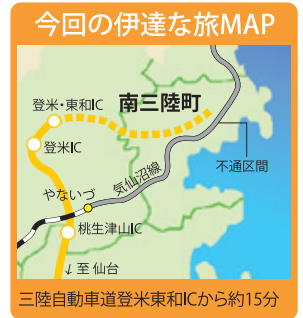 今回の伊達な旅MAP
登米・東和IC
南三陸町
登米IC
不通区間
気仙沼線
やないづ
桃生津山IC
↓至 仙台
三陸自動車道登米東和ICから約15分